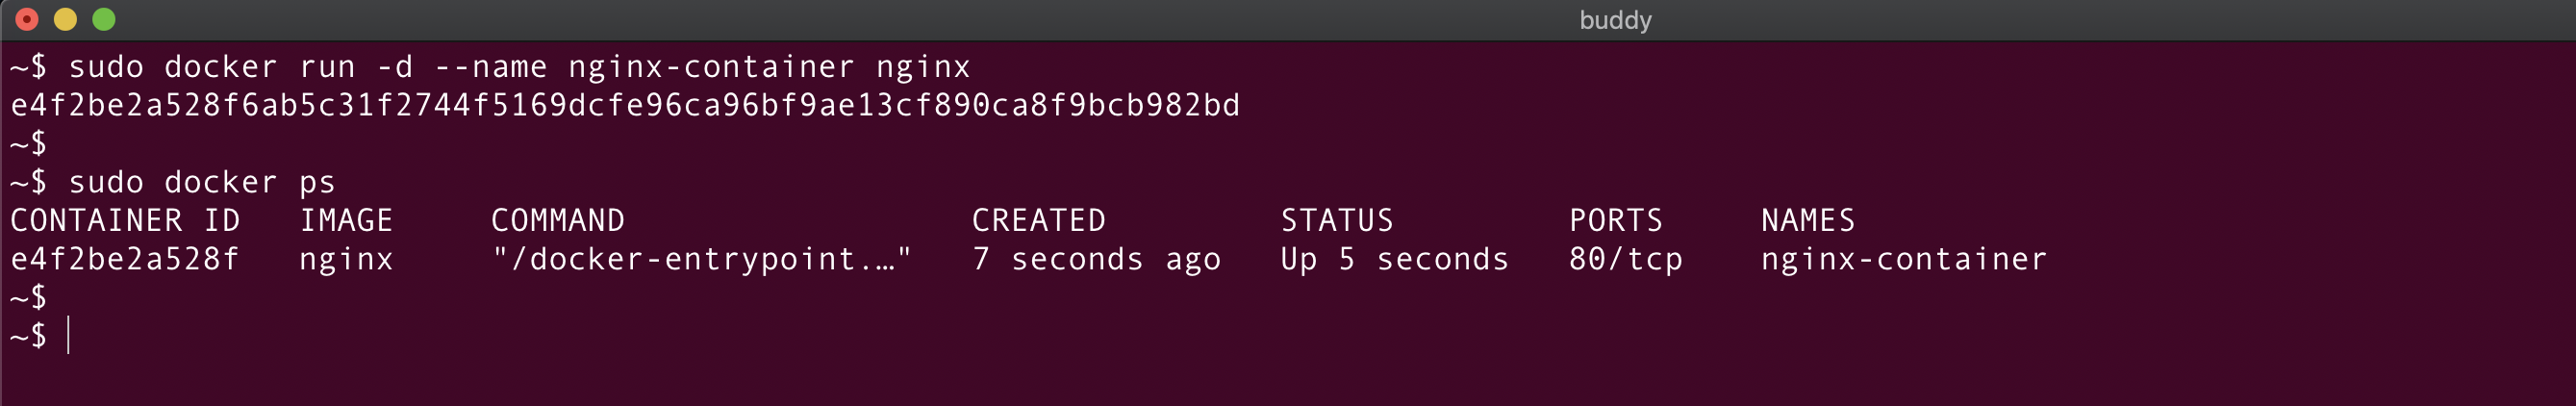 buddy
~$ sudo docker run -d --name nginx-container nginx
e4f2be2a528f6ab5c31f2744f5169dcfe96ca96bf9ae13cf890ca8f9bcb982bd
~$
~$ sudo docker ps
CONTAINER ID   IMAGE     COMMAND                  CREATED         STATUS         PORTS     NAMES
e4f2be2a528f   nginx     "/docker-entrypoint.…"   7 seconds ago   Up 5 seconds   80/tcp    nginx-container
~$
~$